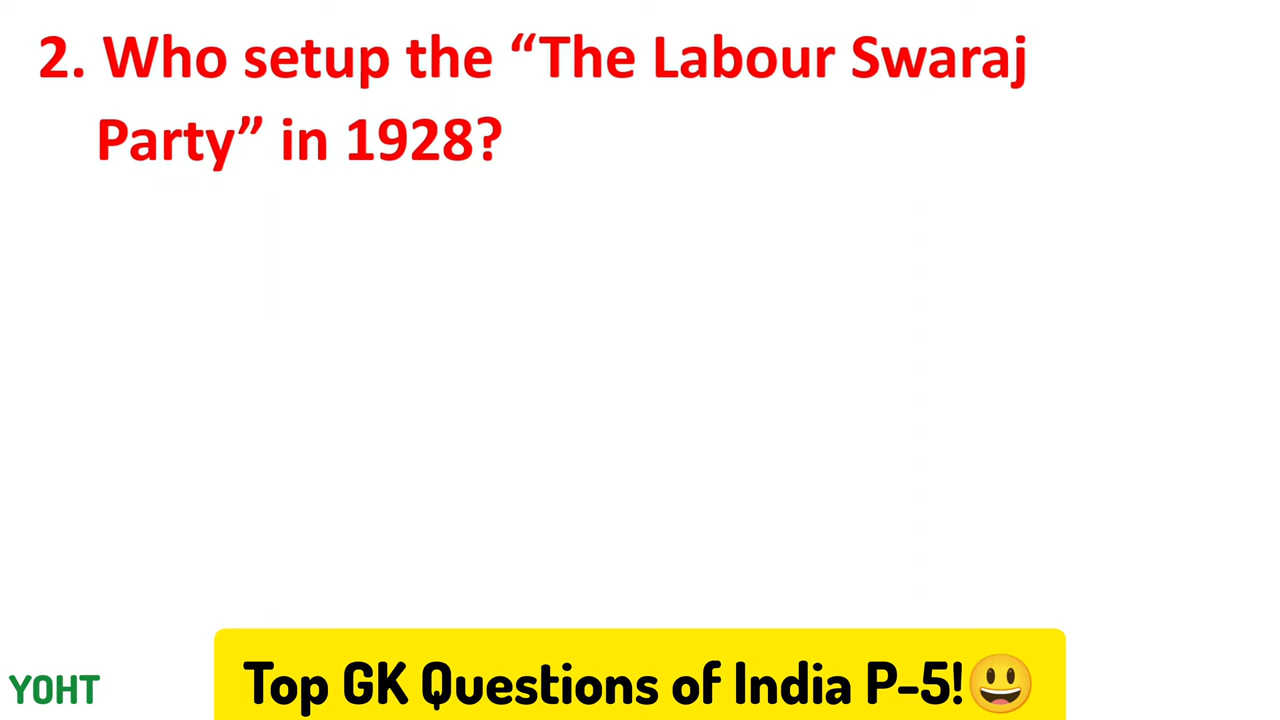 2. Who setup the “The Labour Swaraj
Party” in 1928?
YOHT
Top GK Questions of India P-5!😃